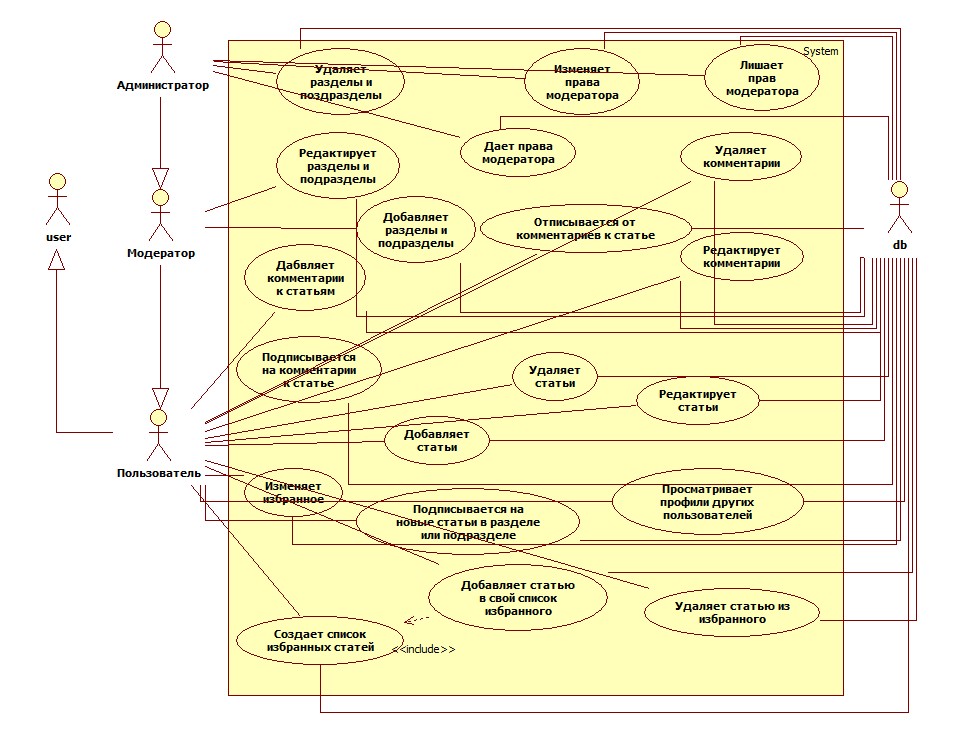 System
Администратор
Удаляет
разделы и
поздразделы
Изменяет
права
модератора
Лишает
прав
модератора
Дает права
модератора
Удаляет
комментарии
Редактирует
разделы и
подразделы
user
Модератор
Добавляет
разделы и
подразделы
Отписывается от
комментариев к статье
Редактирует
комментарии
db
Дабвляет
комментарии
к статьям
Подписывается
на комментарии
к статье
Удаляет
статьи
Редактирует
статьи
Добавляет
статьи
Пользователь
Изменяет
избранное
Подписывается на
новые статьи в разделе
или подразделе
Просматривает
профили других
пользователей
Добавляет статью
в свой список
избранного
Удаляет статью из
избранного
Создает список
избранных статей
<<include>>